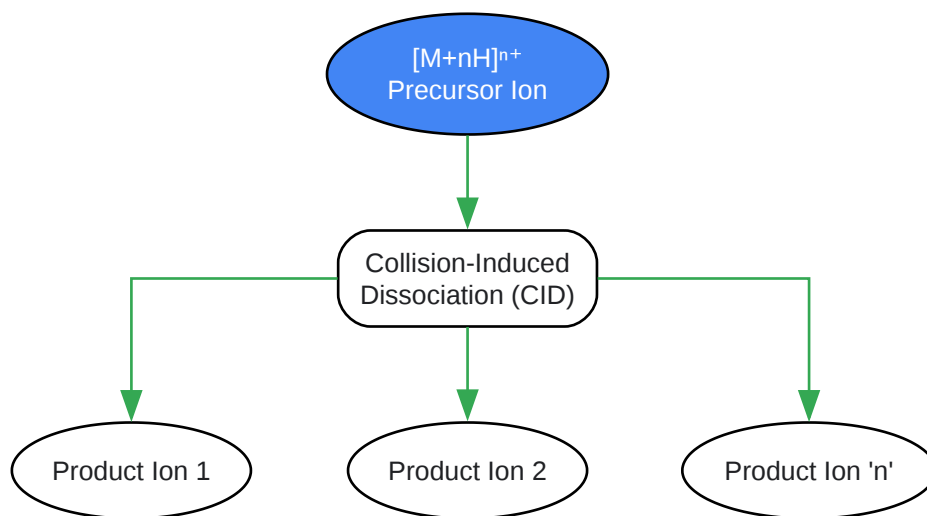 [M+nH]ⁿ⁺
Precursor Ion
Collision-Induced
Dissociation (CID)
Product Ion 1
Product Ion 2
Product Ion 'n'